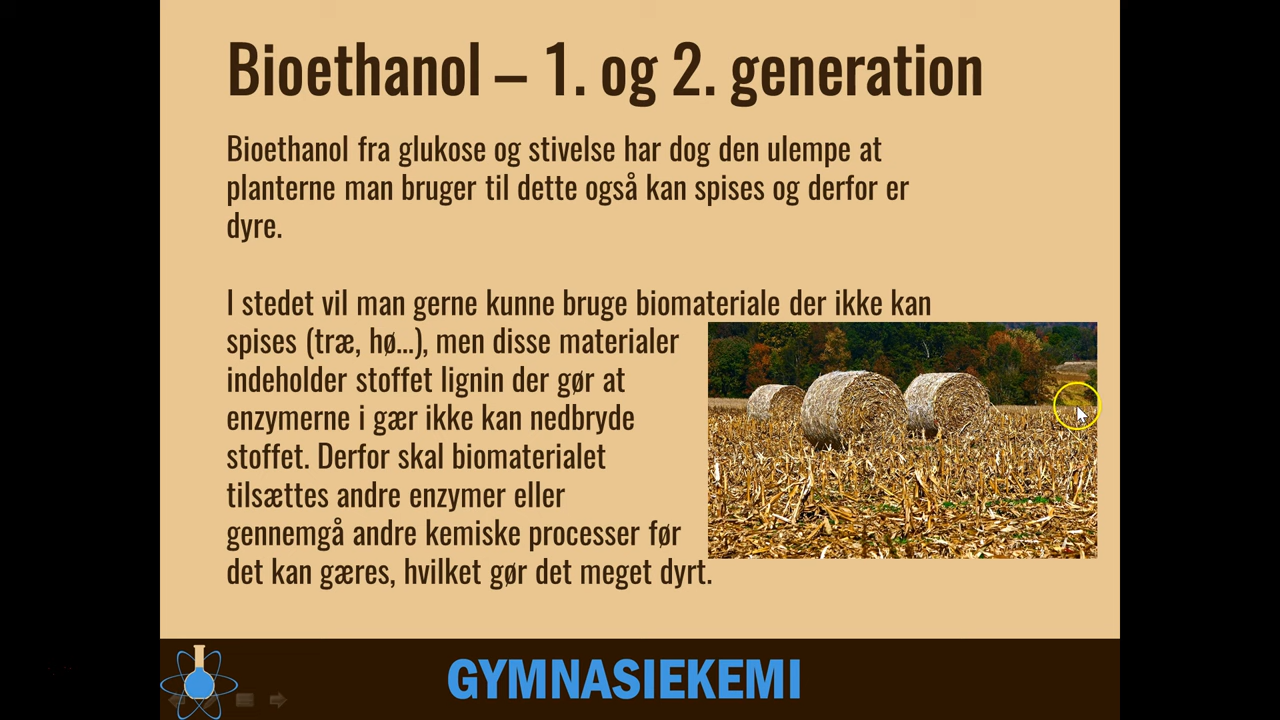 Bioethanol – 1. og 2. generation
Bioethanol fra glukose og stivelse har dog den ulempe at
planterne man bruger til dette også kan spises og derfor er
dyre.
I stedet vil man gerne kunne bruge biomateriale der ikke kan
spises (træ, hø...), men disse materialer
indeholder stoffet lignin der gør at
enzymerne i gær ikke kan nedbryde
stoffet. Derfor skal biomaterialet
tilsættes andre enzymer eller
gennemgå andre kemiske processer før
det kan gæres, hvilket gør det meget dyrt.
GYMNASIEKEMI